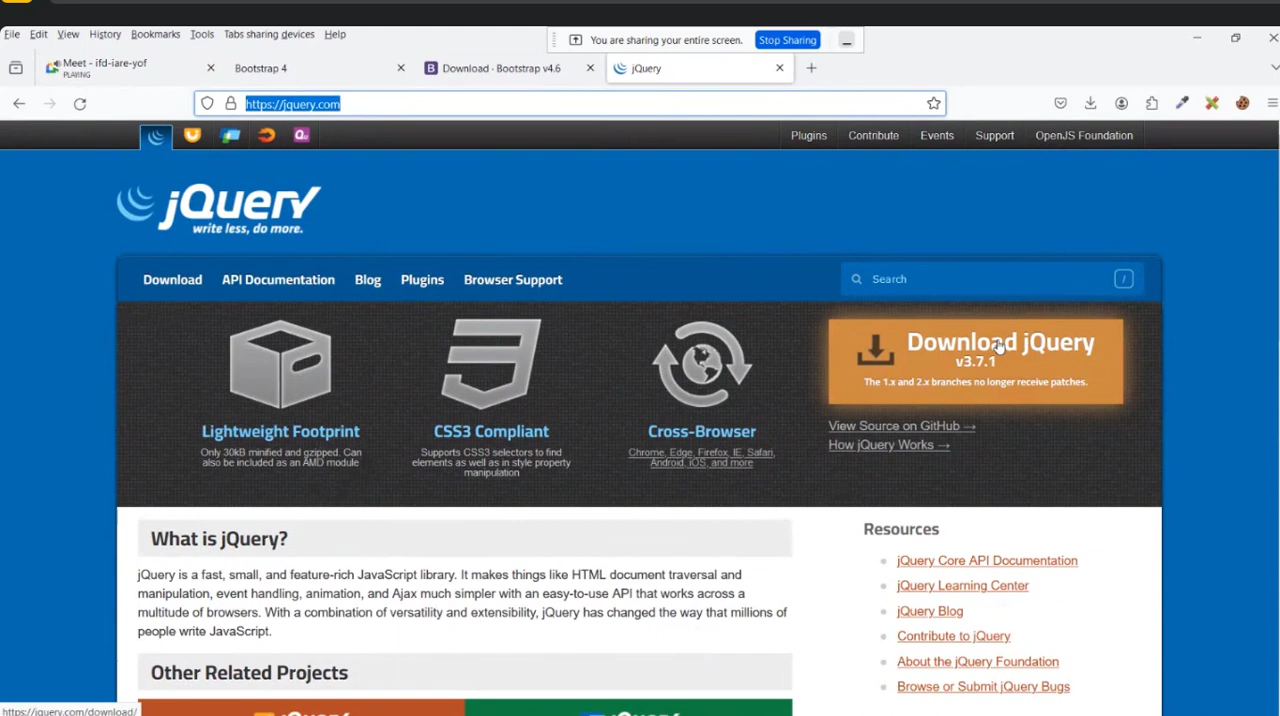 File Edit View History Bookmarks Tools Tabs sharing devices Help
You are sharing your entire screen. Stop Sharing
Meet - ifd-iare-yof
PLAYING
Bootstrap 4
Download · Bootstrap v4.6
jQuery
https://jquery.com
Plugins Contribute Events Support OpenJS Foundation
jQuery
write less, do more.
Download API Documentation Blog Plugins Browser Support
Search /
Lightweight Footprint
Only 30kB minified and gzipped. Can
also be included as an AMD module
CSS3 Compliant
Supports CSS3 selectors to find
elements as well as in style property
manipulation
Cross-Browser
Chrome, Edge, Firefox, IE, Safari,
Android, iOS, and more
Download jQuery
v3.7.1
The 1.x and 2.x branches no longer receive patches.
View Source on GitHub →
How jQuery Works →
What is jQuery?
jQuery is a fast, small, and feature-rich JavaScript library. It makes things like HTML document traversal and
manipulation, event handling, animation, and Ajax much simpler with an easy-to-use API that works across a
multitude of browsers. With a combination of versatility and extensibility, jQuery has changed the way that millions of
people write JavaScript.
Resources
jQuery Core API Documentation
jQuery Learning Center
jQuery Blog
Contribute to jQuery
About the jQuery Foundation
Browse or Submit jQuery Bugs
Other Related Projects
https://jquery.com/download/